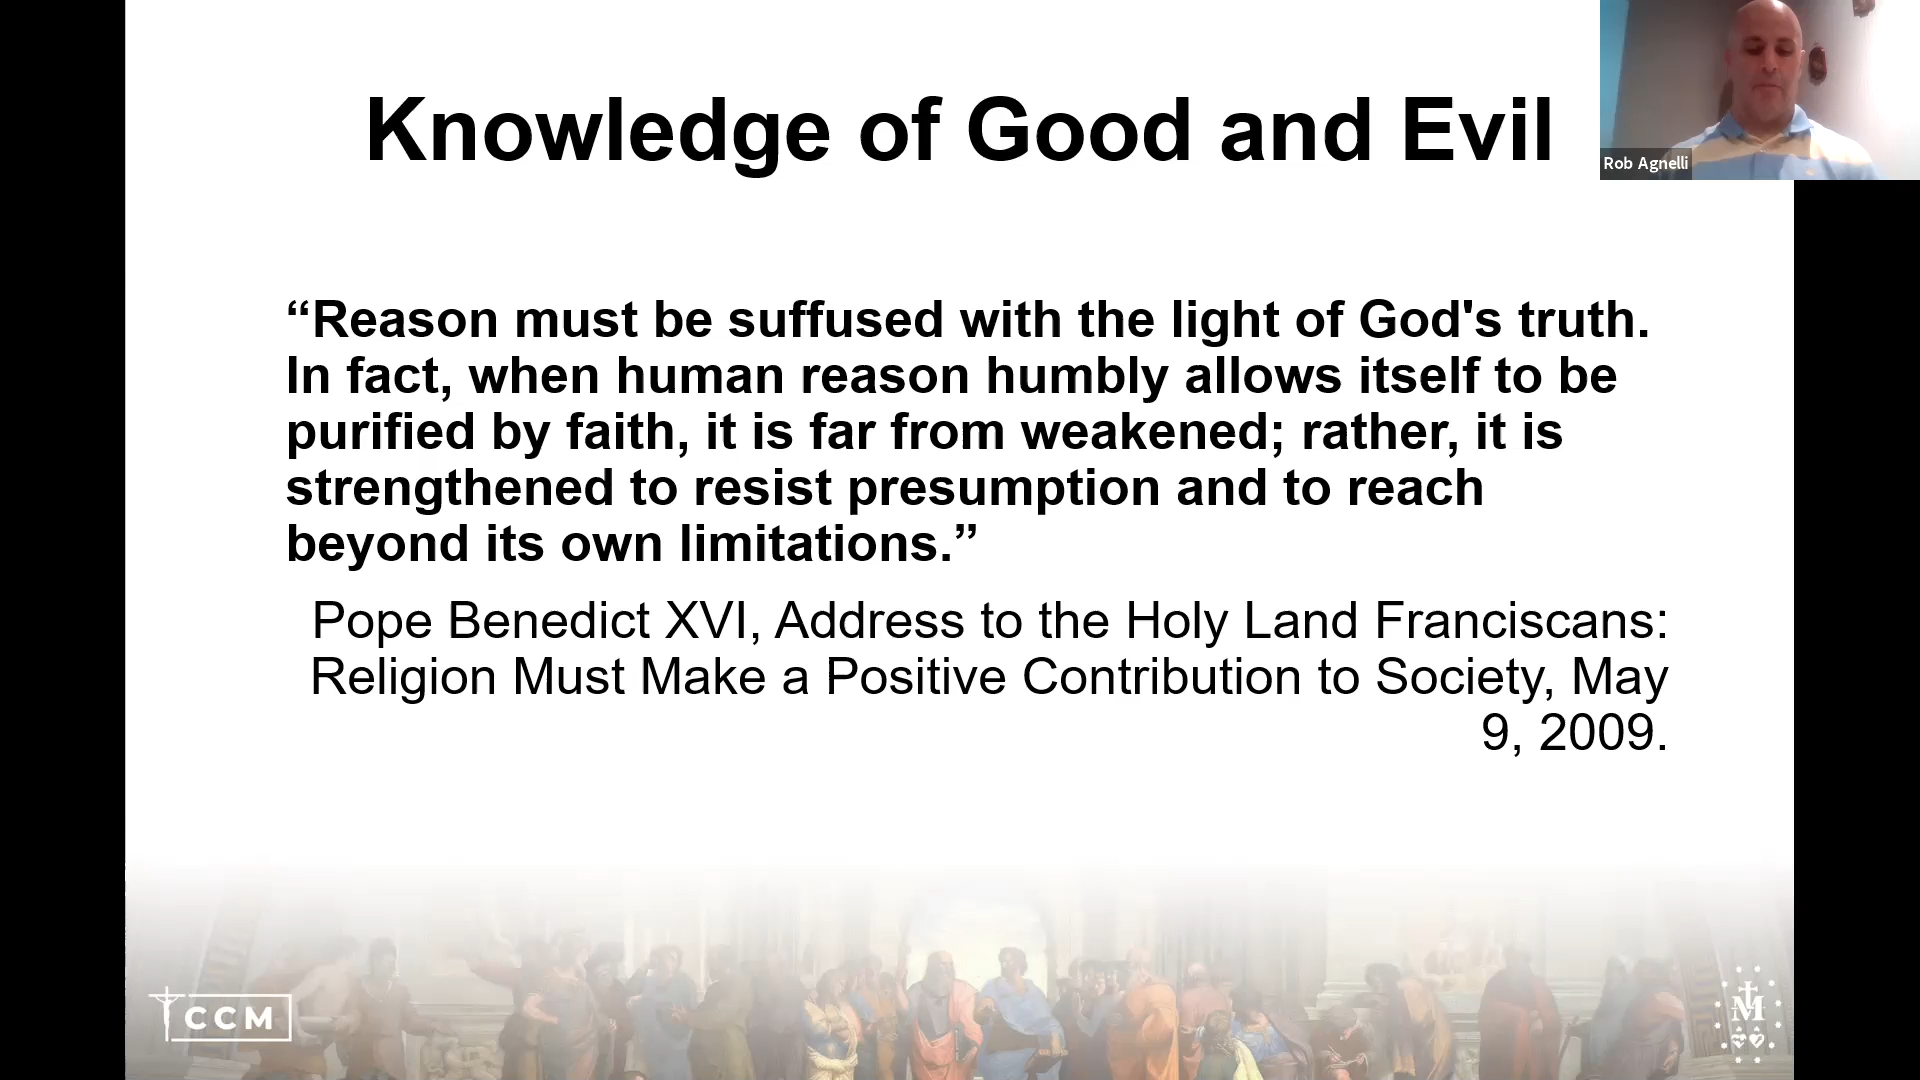 Knowledge of Good and Evil
Rob Agnelli
“Reason must be suffused with the light of God's truth.
In fact, when human reason humbly allows itself to be
purified by faith, it is far from weakened; rather, it is
strengthened to resist presumption and to reach
beyond its own limitations.”
Pope Benedict XVI, Address to the Holy Land Franciscans:
Religion Must Make a Positive Contribution to Society, May
9, 2009.
CCM
M